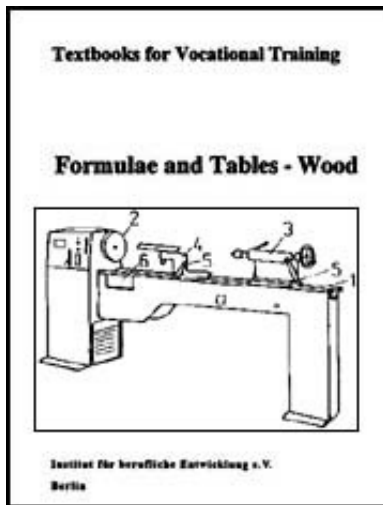 Textbooks for Vocational Training
Formulae and Tables - Wood
2
3
4
5
6
5
1
Institut für berufliche Entwicklung e.V.
Berlin